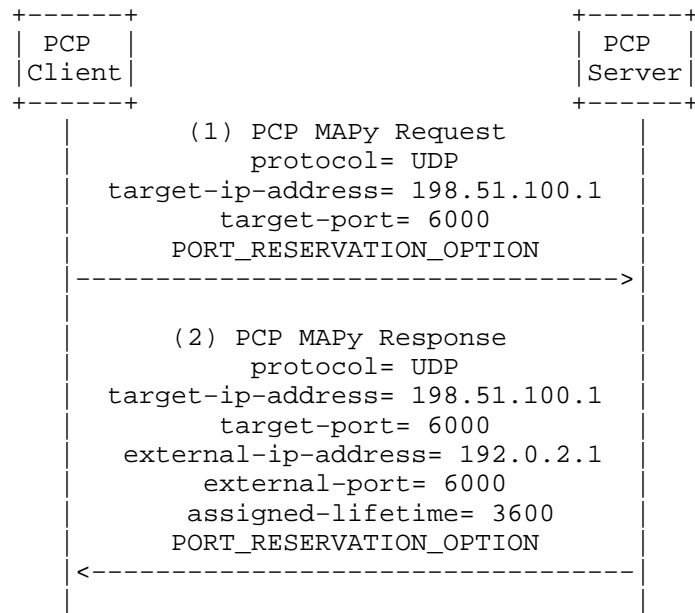 PCP PCP
Client Server
(1) PCP MAPy Request
protocol= UDP
target-ip-address= 198.51.100.1
target-port= 6000
PORT_RESERVATION_OPTION
(2) PCP MAPy Response
protocol= UDP
target-ip-address= 198.51.100.1
target-port= 6000
external-ip-address= 192.0.2.1
external-port= 6000
assigned-lifetime= 3600
PORT_RESERVATION_OPTION